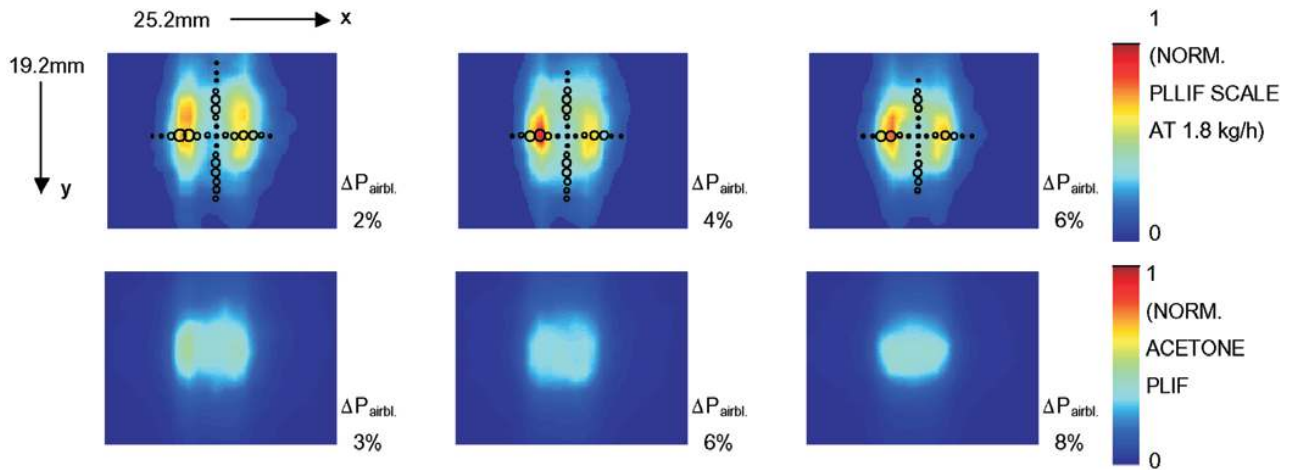 25.2mm
x
19.2mm
y
ΔPairbl.
2%
ΔPairbl.
4%
ΔPairbl.
6%
1
(NORM.
PLLIF SCALE
AT 1.8 kg/h)
0
ΔPairbl.
3%
ΔPairbl.
6%
ΔPairbl.
8%
1
(NORM.
ACETONE
PLIF
0